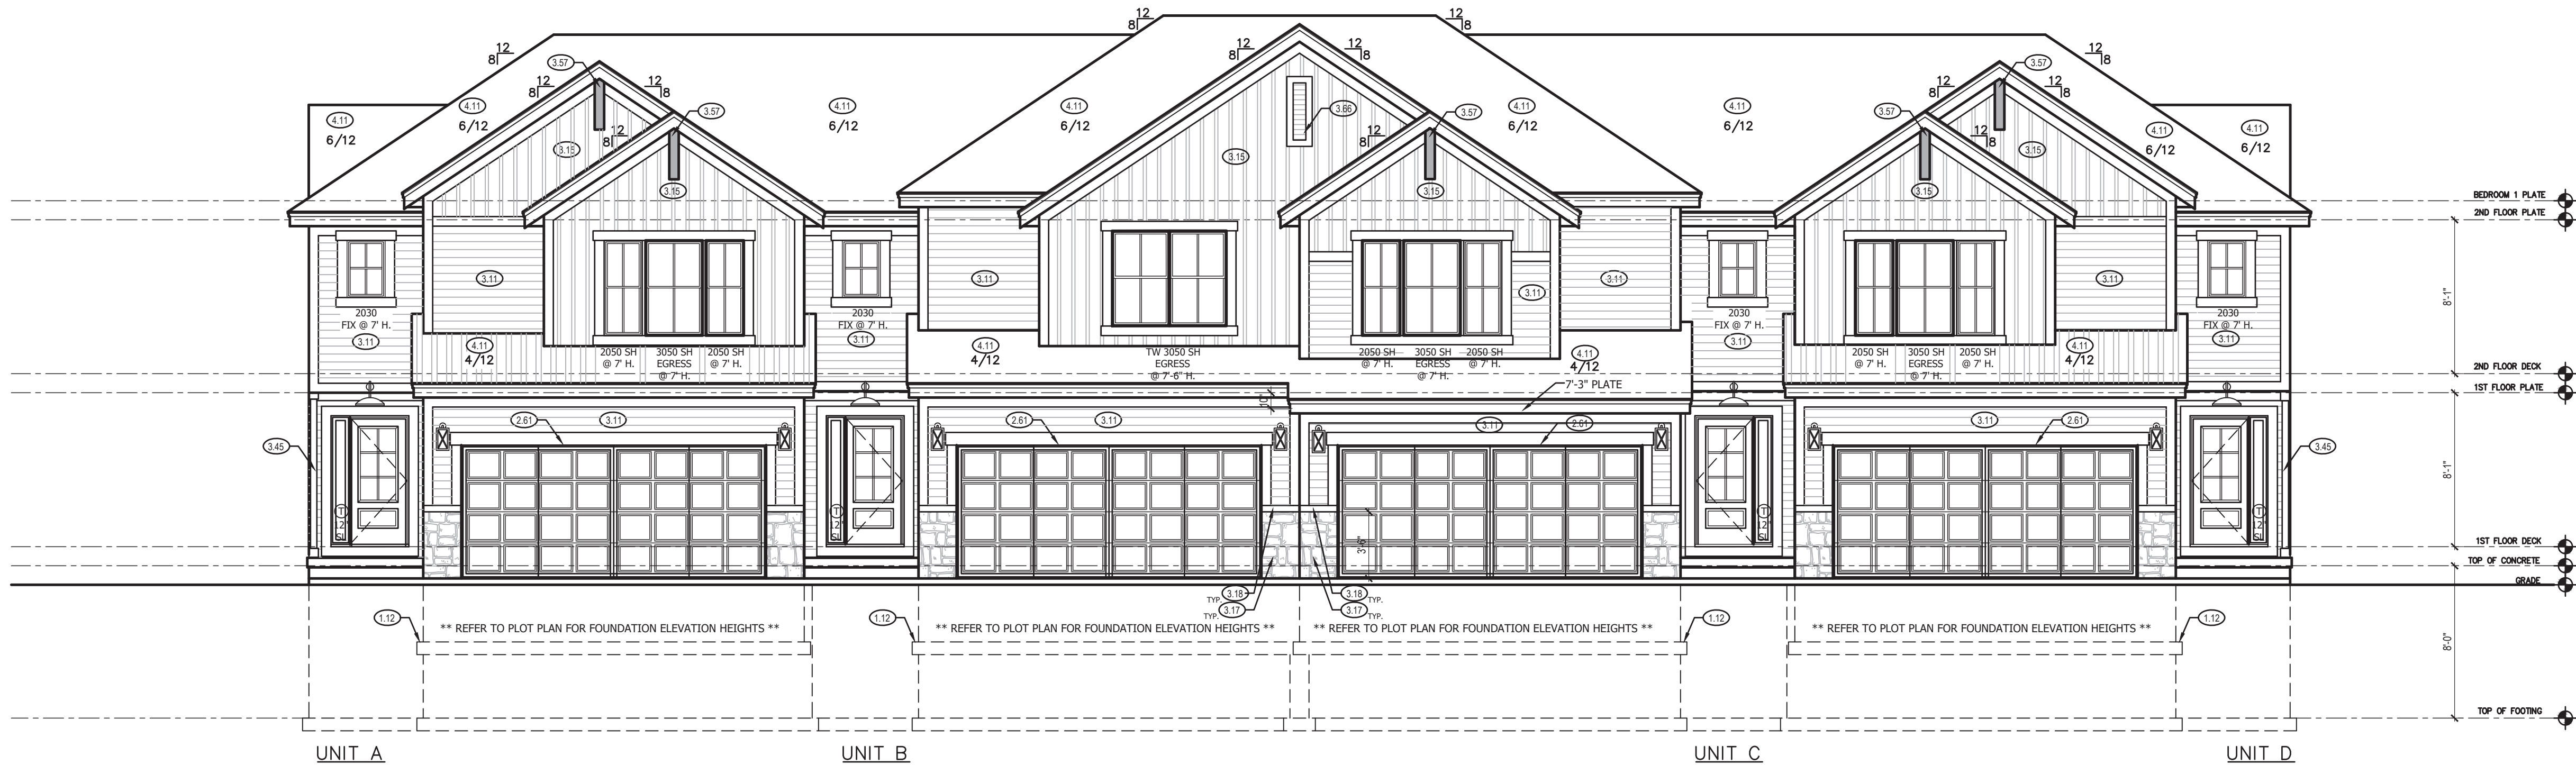 12
8
12
8
12
8
12
8
12
8
12
8
3.57
12
8
12
8
3.57
12
8
12
8
4.11
6/12
4.11
6/12
3.57
4.11
6/12
4.11
6/12
3.66
3.57
4.11
6/12
4.11
6/12
3.57
4.11
6/12
4.11
6/12
12
8
3.15
3.15
3.15
12
8
3.15
12
8
3.15
3.15
BEDROOM 1 PLATE
2ND FLOOR PLATE
3.11
3.11
3.11
3.11
3.11
8'-1"
2030
FIX @ 7' H.
3.11
2030
FIX @ 7' H.
3.11
2030
FIX @ 7' H.
3.11
2030
FIX @ 7' H.
3.11
4.11
4/12
2050 SH
@ 7' H.
3050 SH
EGRESS
@ 7' H.
2050 SH
@ 7' H.
4.11
4/12
TW 3050 SH
EGRESS
@ 7'-6" H.
2050 SH
@ 7' H.
3050 SH
EGRESS
@ 7' H.
2050 SH
@ 7' H.
4.11
4/12
2050 SH
@ 7' H.
3050 SH
EGRESS
@ 7' H.
2050 SH
@ 7' H.
4.11
4/12
2ND FLOOR DECK
7'-3" PLATE
1ST FLOOR PLATE
10"
2.61
3.11
2.61
3.11
3.11
2.61
3.11
2.61
3.45
3.45
8'-1"
T
12"
SL
T
12"
SL
T
12"
SL
T
12"
SL
3'-6"
1ST FLOOR DECK
TOP OF CONCRETE
GRADE
TYP.
3.18
3.18
TYP.
TYP.
3.17
3.17
TYP.
1.12
** REFER TO PLOT PLAN FOR FOUNDATION ELEVATION HEIGHTS **
1.12
** REFER TO PLOT PLAN FOR FOUNDATION ELEVATION HEIGHTS **
** REFER TO PLOT PLAN FOR FOUNDATION ELEVATION HEIGHTS **
1.12
** REFER TO PLOT PLAN FOR FOUNDATION ELEVATION HEIGHTS **
1.12
8'-0"
TOP OF FOOTING
UNIT A
UNIT B
UNIT C
UNIT D